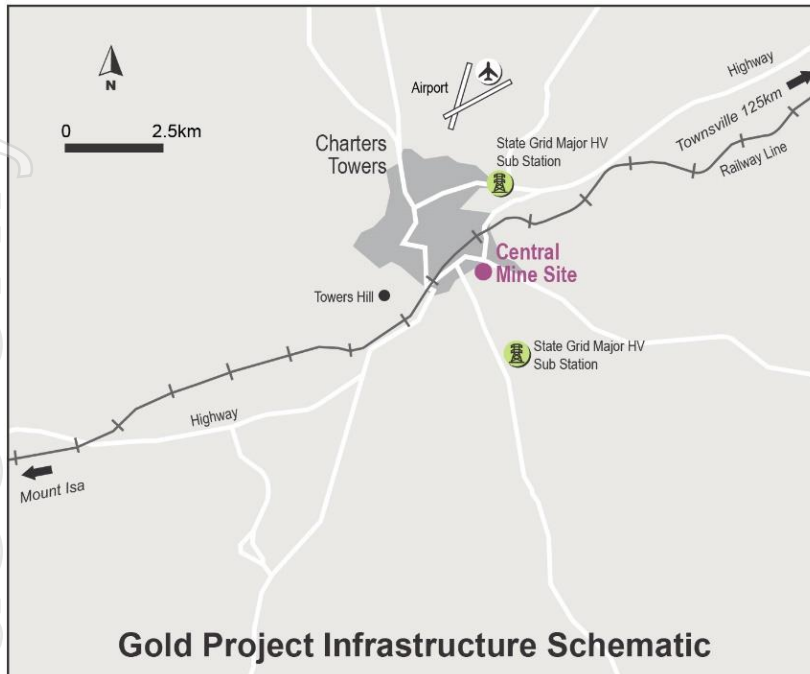 Airport
Highway
N
0 2.5km
Townsville 125km
Charters
Towers
State Grid Major HV
Sub Station
Railway Line
Central
Mine Site
Towers Hill
State Grid Major HV
Sub Station
Highway
Mount Isa
Gold Project Infrastructure Schematic